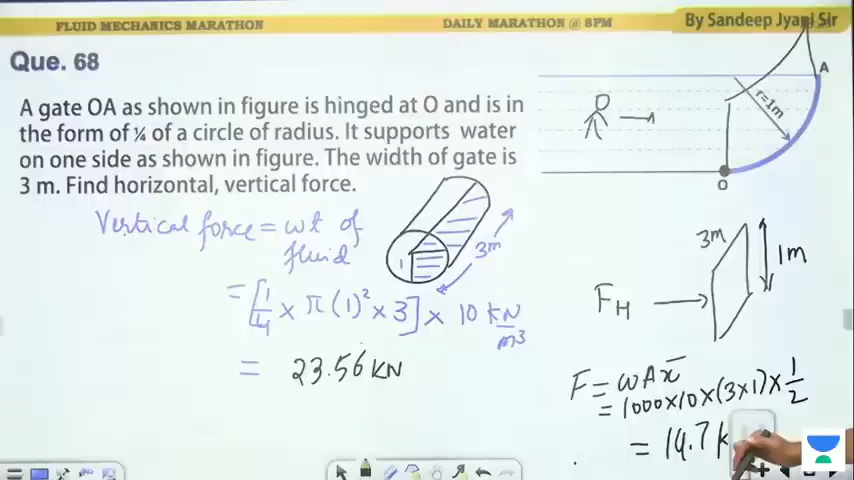 FLUID MECHANICS MARATHON
DAILY MARATHON @ 8PM
By Sandeep Jyani Sir
Que. 68
A gate OA as shown in figure is hinged at O and is in
the form of ¼ of a circle of radius. It supports water
on one side as shown in figure. The width of gate is
3 m. Find horizontal, vertical force.
A
r=1m
O
Vertical force = wt of
fluid
= [1/4 × π(1)² × 3] × 10 kN/m³
= 23.56 KN
1
3m
3m
1m
F_H
F = ωAx̄
= 1000×10×(3×1)×1/2
= 14.7 k